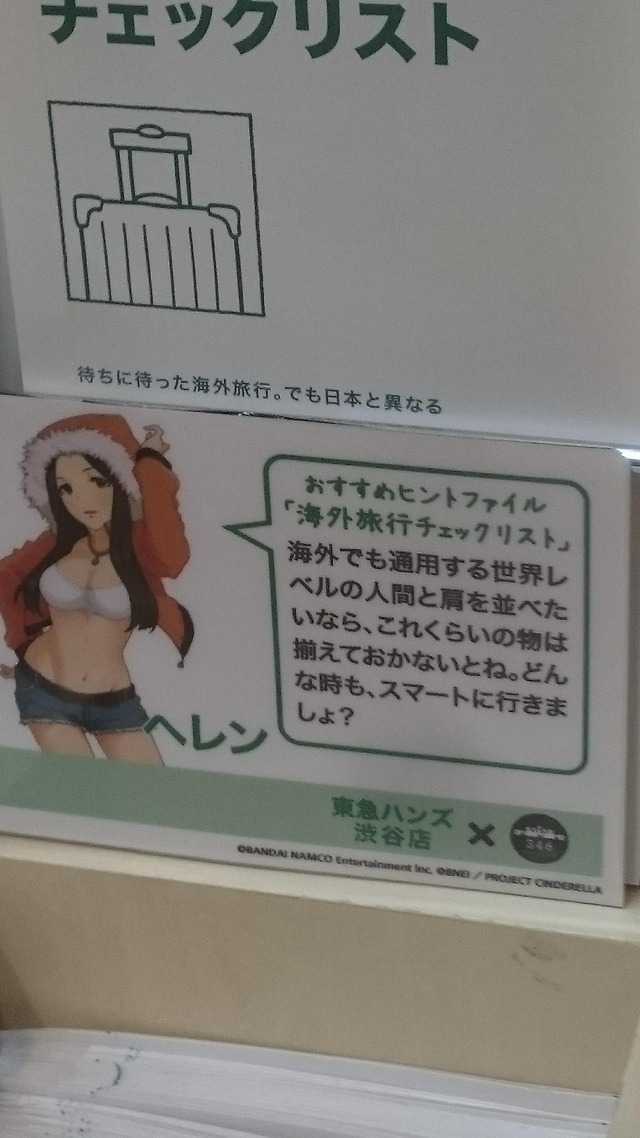 チェックリスト
待ちに待った海外旅行。でも日本と異なる
おすすめヒントファイル
「海外旅行チェックリスト」
海外でも通用する世界レ
ベルの人間と肩を並べた
いなら、これくらいの物は
揃えておかないとね。どん
な時も、スマートに行きま
しょ?
ヘレン
東急ハンズ
渋谷店
×
346
©BANDAI NAMCO Entertainment Inc. ©BNEI / PROJECT CINDERELLA